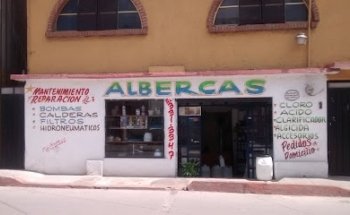 ALBERCAS
MANTENIMIENTO
REPARACION
BOMBAS
CALDERAS
FILTROS
HIDRONEUMATICOS
CLORO
ACIDO
CLARIFICADOR
ALGICIDA
ACCESORIOS
Pedidos a
Domicilio